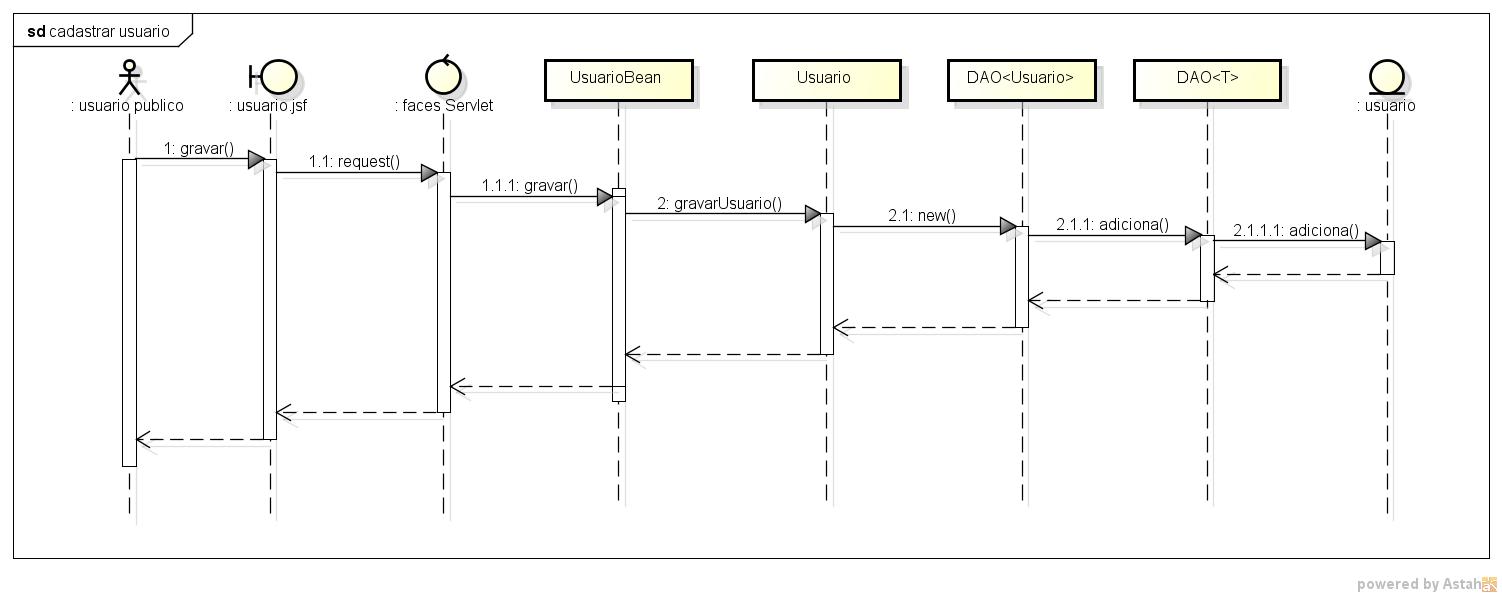 sd cadastrar usuario
: usuario publico
: usuario.jsf
: faces Servlet
UsuarioBean
Usuario
DAO<Usuario>
DAO<T>
: usuario
1: gravar()
1.1: request()
1.1.1: gravar()
2: gravarUsuario()
2.1: new()
2.1.1: adiciona()
2.1.1.1: adiciona()
powered by Astah